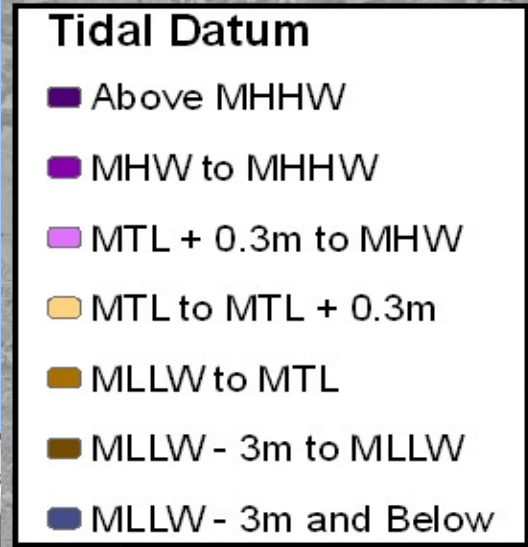 Tidal Datum
Above MHHW
MHW to MHHW
MTL + 0.3m to MHW
MTL to MTL + 0.3m
MLLW to MTL
MLLW - 3m to MLLW
MLLW - 3m and Below